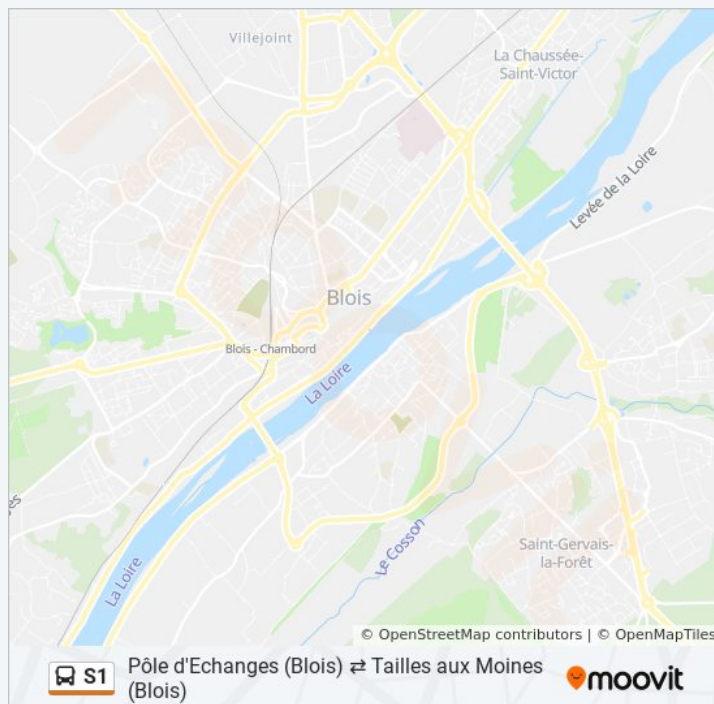 Villejoint
La Chaussée-
Saint-Victor
Levée de la Loire
Blois
Blois - Chambord
La Loire
Le Cosson
Saint-Gervais-
la-Forêt
La Loire
© OpenStreetMap contributors | © OpenMapTiles
S1
Pôle d'Echanges (Blois) ⇄ Tailles aux Moines
(Blois)
moovit